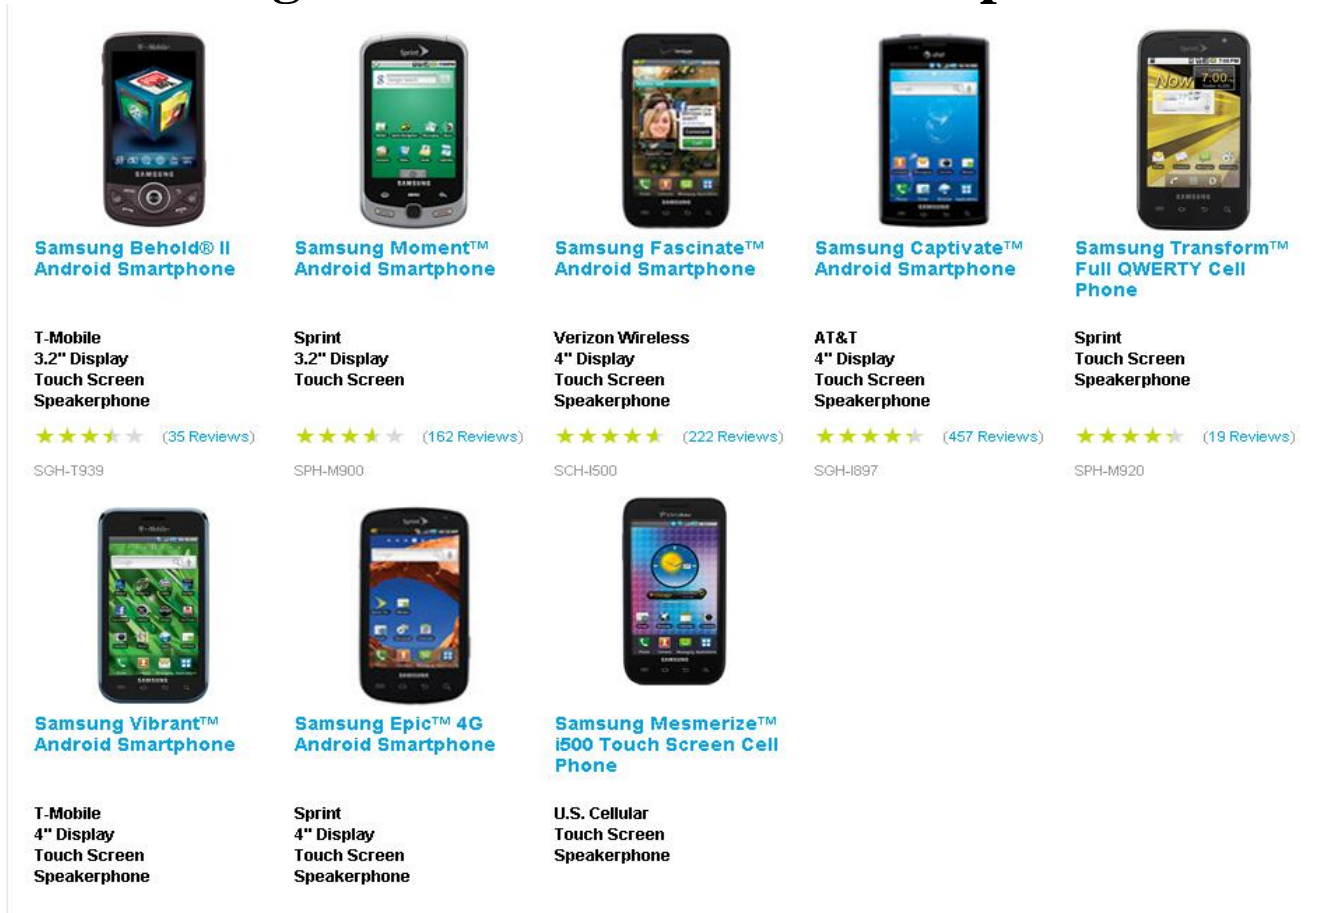 Samsung Behold® II
Android Smartphone
T-Mobile
3.2" Display
Touch Screen
Speakerphone
(35 Reviews)
SGH-T939
Samsung Moment™
Android Smartphone
Sprint
3.2" Display
Touch Screen
(162 Reviews)
SPH-M900
Samsung Fascinate™
Android Smartphone
Verizon Wireless
4" Display
Touch Screen
Speakerphone
(222 Reviews)
SCH-I500
Samsung Captivate™
Android Smartphone
AT&T
4" Display
Touch Screen
Speakerphone
(457 Reviews)
SGH-I897
Samsung Transform™
Full QWERTY Cell
Phone
Sprint
Touch Screen
Speakerphone
(19 Reviews)
SPH-M920
Samsung Vibrant™
Android Smartphone
T-Mobile
4" Display
Touch Screen
Speakerphone
Samsung Epic™ 4G
Android Smartphone
Sprint
4" Display
Touch Screen
Speakerphone
Samsung Mesmerize™
i500 Touch Screen Cell
Phone
U.S. Cellular
Touch Screen
Speakerphone